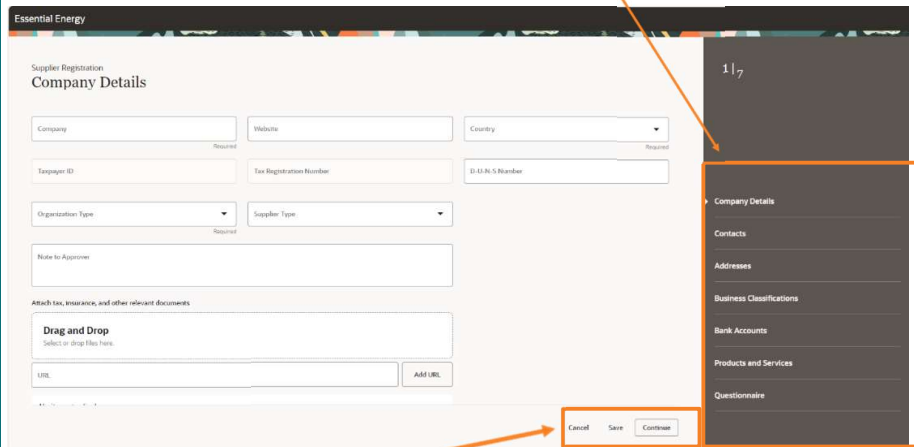 Essential Energy
Supplier Registration
Company Details
1|7
Company
Required
Website
Country
Required
Taxpayer ID
Tax Registration Number
D-U-N-S Number
Organization Type
Required
Supplier Type
Note to Approver
Attach tax, insurance, and other relevant documents
Drag and Drop
Select or drop files here.
URL
Add URL
Cancel
Save
Continue
Company Details
Contacts
Addresses
Business Classifications
Bank Accounts
Products and Services
Questionnaire